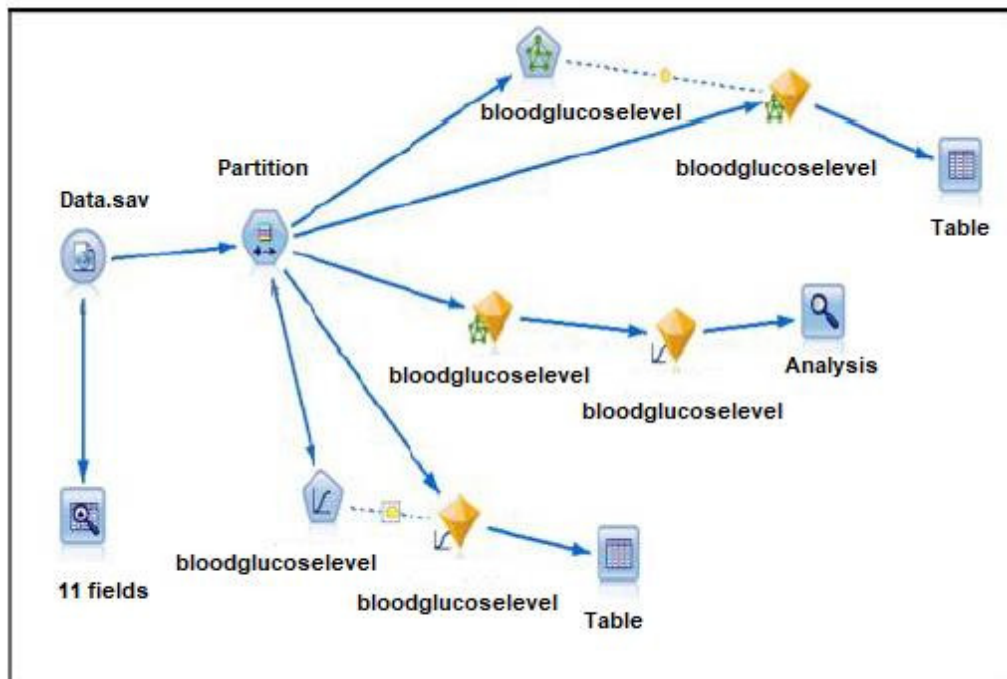 bloodglucoselevel
Partition
bloodglucoselevel
Data.sav
Table
bloodglucoselevel
Analysis
bloodglucoselevel
bloodglucoselevel
11 fields
bloodglucoselevel
Table